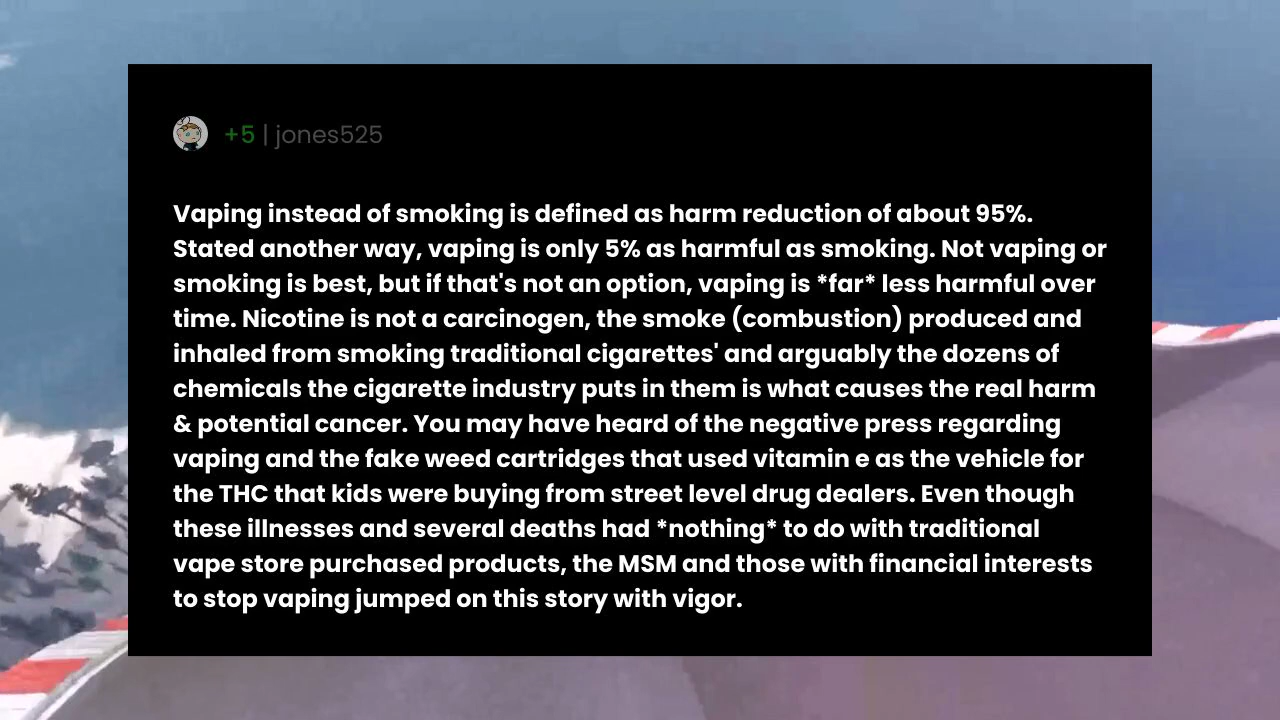 +5 | jones525
Vaping instead of smoking is defined as harm reduction of about 95%.
Stated another way, vaping is only 5% as harmful as smoking. Not vaping or
smoking is best, but if that's not an option, vaping is *far* less harmful over
time. Nicotine is not a carcinogen, the smoke (combustion) produced and
inhaled from smoking traditional cigarettes' and arguably the dozens of
chemicals the cigarette industry puts in them is what causes the real harm
& potential cancer. You may have heard of the negative press regarding
vaping and the fake weed cartridges that used vitamin e as the vehicle for
the THC that kids were buying from street level drug dealers. Even though
these illnesses and several deaths had *nothing* to do with traditional
vape store purchased products, the MSM and those with financial interests
to stop vaping jumped on this story with vigor.